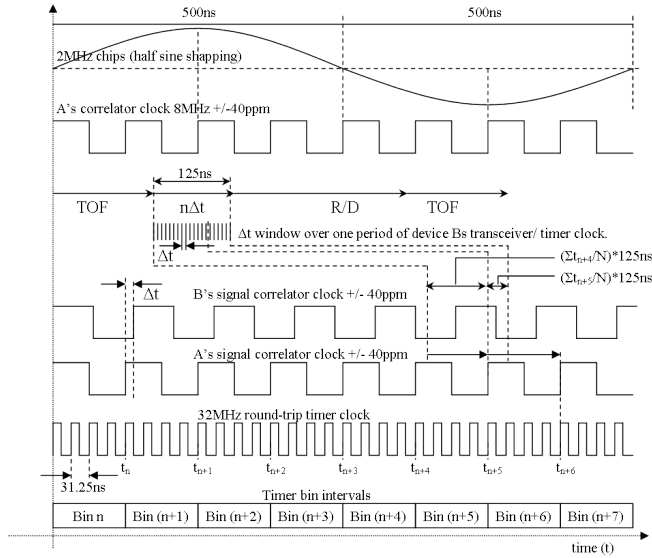 500ns 500ns
2MHz chips (half sine shapping)
A's correlator clock 8MHz +/-40ppm
125ns
TOF nΔt R/D TOF
Δt window over one period of device Bs transceiver/ timer clock.
Δt
(Σtn+4/N)*125ns
(Σtn+5/N)*125ns
Δt
B's signal correlator clock +/- 40ppm
A's signal correlator clock +/- 40ppm
32MHz round-trip timer clock
tn tn+1 tn+2 tn+3 tn+4 tn+5 tn+6
31.25ns
Timer bin intervals
Bin n Bin (n+1) Bin (n+2) Bin (n+3) Bin (n+4) Bin (n+5) Bin (n+6) Bin (n+7)
time (t)